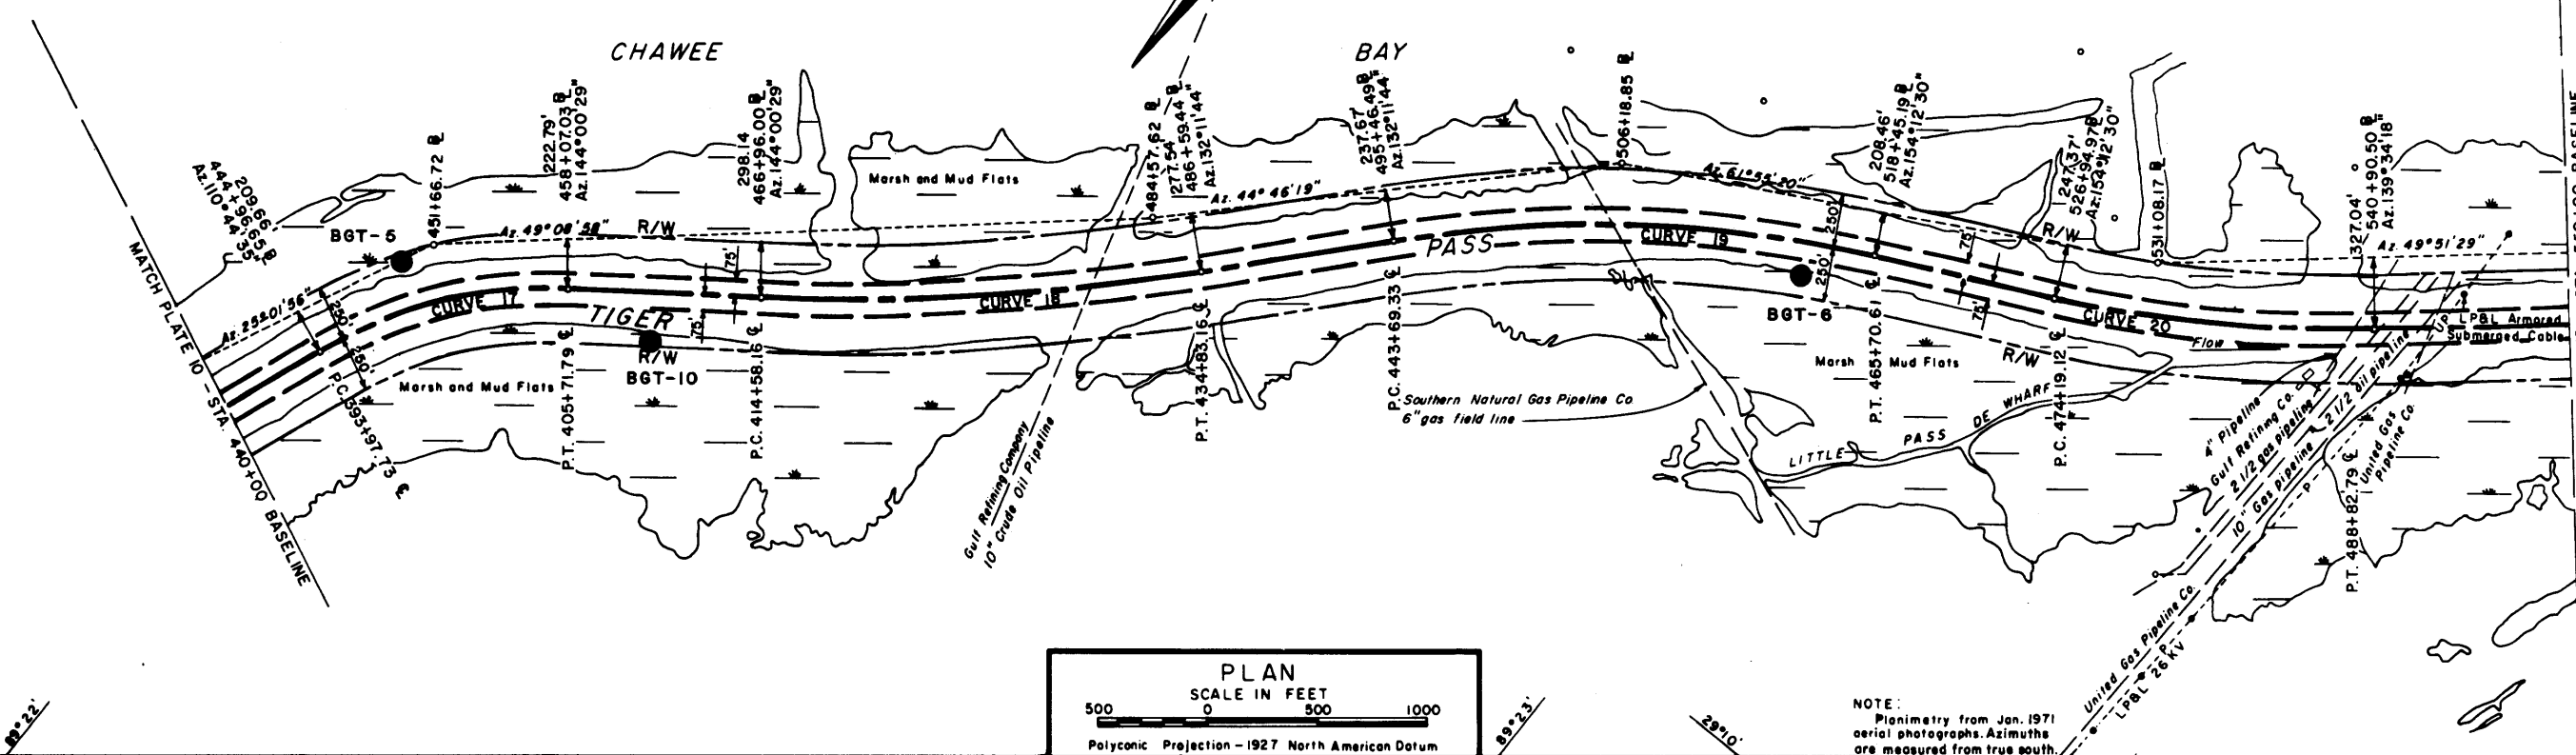 CHAWEE
BAY
209.66'
444+96.65 ⅊
Az.110°44'35"
451+66.72 ⅊
222.79'
458+07.03 ⅊
Az.144°00'29"
298.14
466+96.00 ⅊
Az.144°00'29"
484+57.62 ⅊
277.54'
486+59.44 ⅊
Az.132°11'44"
237.67'
495+46.49 ⅊
Az.132°11'44"
506+18.85 ⅊
208.46'
518+45.19 ⅊
Az.154°12'30"
247.37'
526+94.97 ⅊
Az.154°12'30"
531+08.17 ⅊
327.04'
540+90.50 ⅊
Az.139°34'18"
MATCH PLATE 10 - STA. 440+00 BASELINE
BASELINE
BGT-5
Az. 25°01'56"
Az. 49°08'58"
R/W
Marsh and Mud Flats
Az. 44°46'19"
Az. 61°55'20"
R/W
Az. 49°51'29"
250'
250'
CURVE 17
TIGER
75'
75'
CURVE 18
PASS
CURVE 19
250'
250'
75'
75'
CURVE 20
Flow
LP&L Armored
Submerged Cable
UP
BGT-10
R/W
Marsh and Mud Flats
BGT-6
Marsh
Mud Flats
R/W
P.C. 393+97.73 ℄
P.T. 405+71.79 ℄
P.C. 414+58.16 ℄
P.T. 434+83.16 ℄
P.C. 443+69.33 ℄
P.T. 465+70.61 ℄
P.C. 474+19.12 ℄
P.T. 488+82.79 ℄
Gulf Refining Company
10" Crude Oil Pipeline
Southern Natural Gas Pipeline Co
6" gas field line
LITTLE PASS DE WHARF
4" Pipeline
Gulf Refining Co.
2 1/2 gas pipeling
10" Gas pipeline
2 1/2 oil pipeline
United Gas
Pipeline Co.
United Gas Pipeline Co.
LP&L 26 KV
P
P
PLAN
SCALE IN FEET
500 0 500 1000
Polyconic Projection - 1927 North American Datum
89°22'
89°23'
29°10'
NOTE:
Planimetry from Jan. 1971
aerial photographs. Azimuths
are measured from true south.